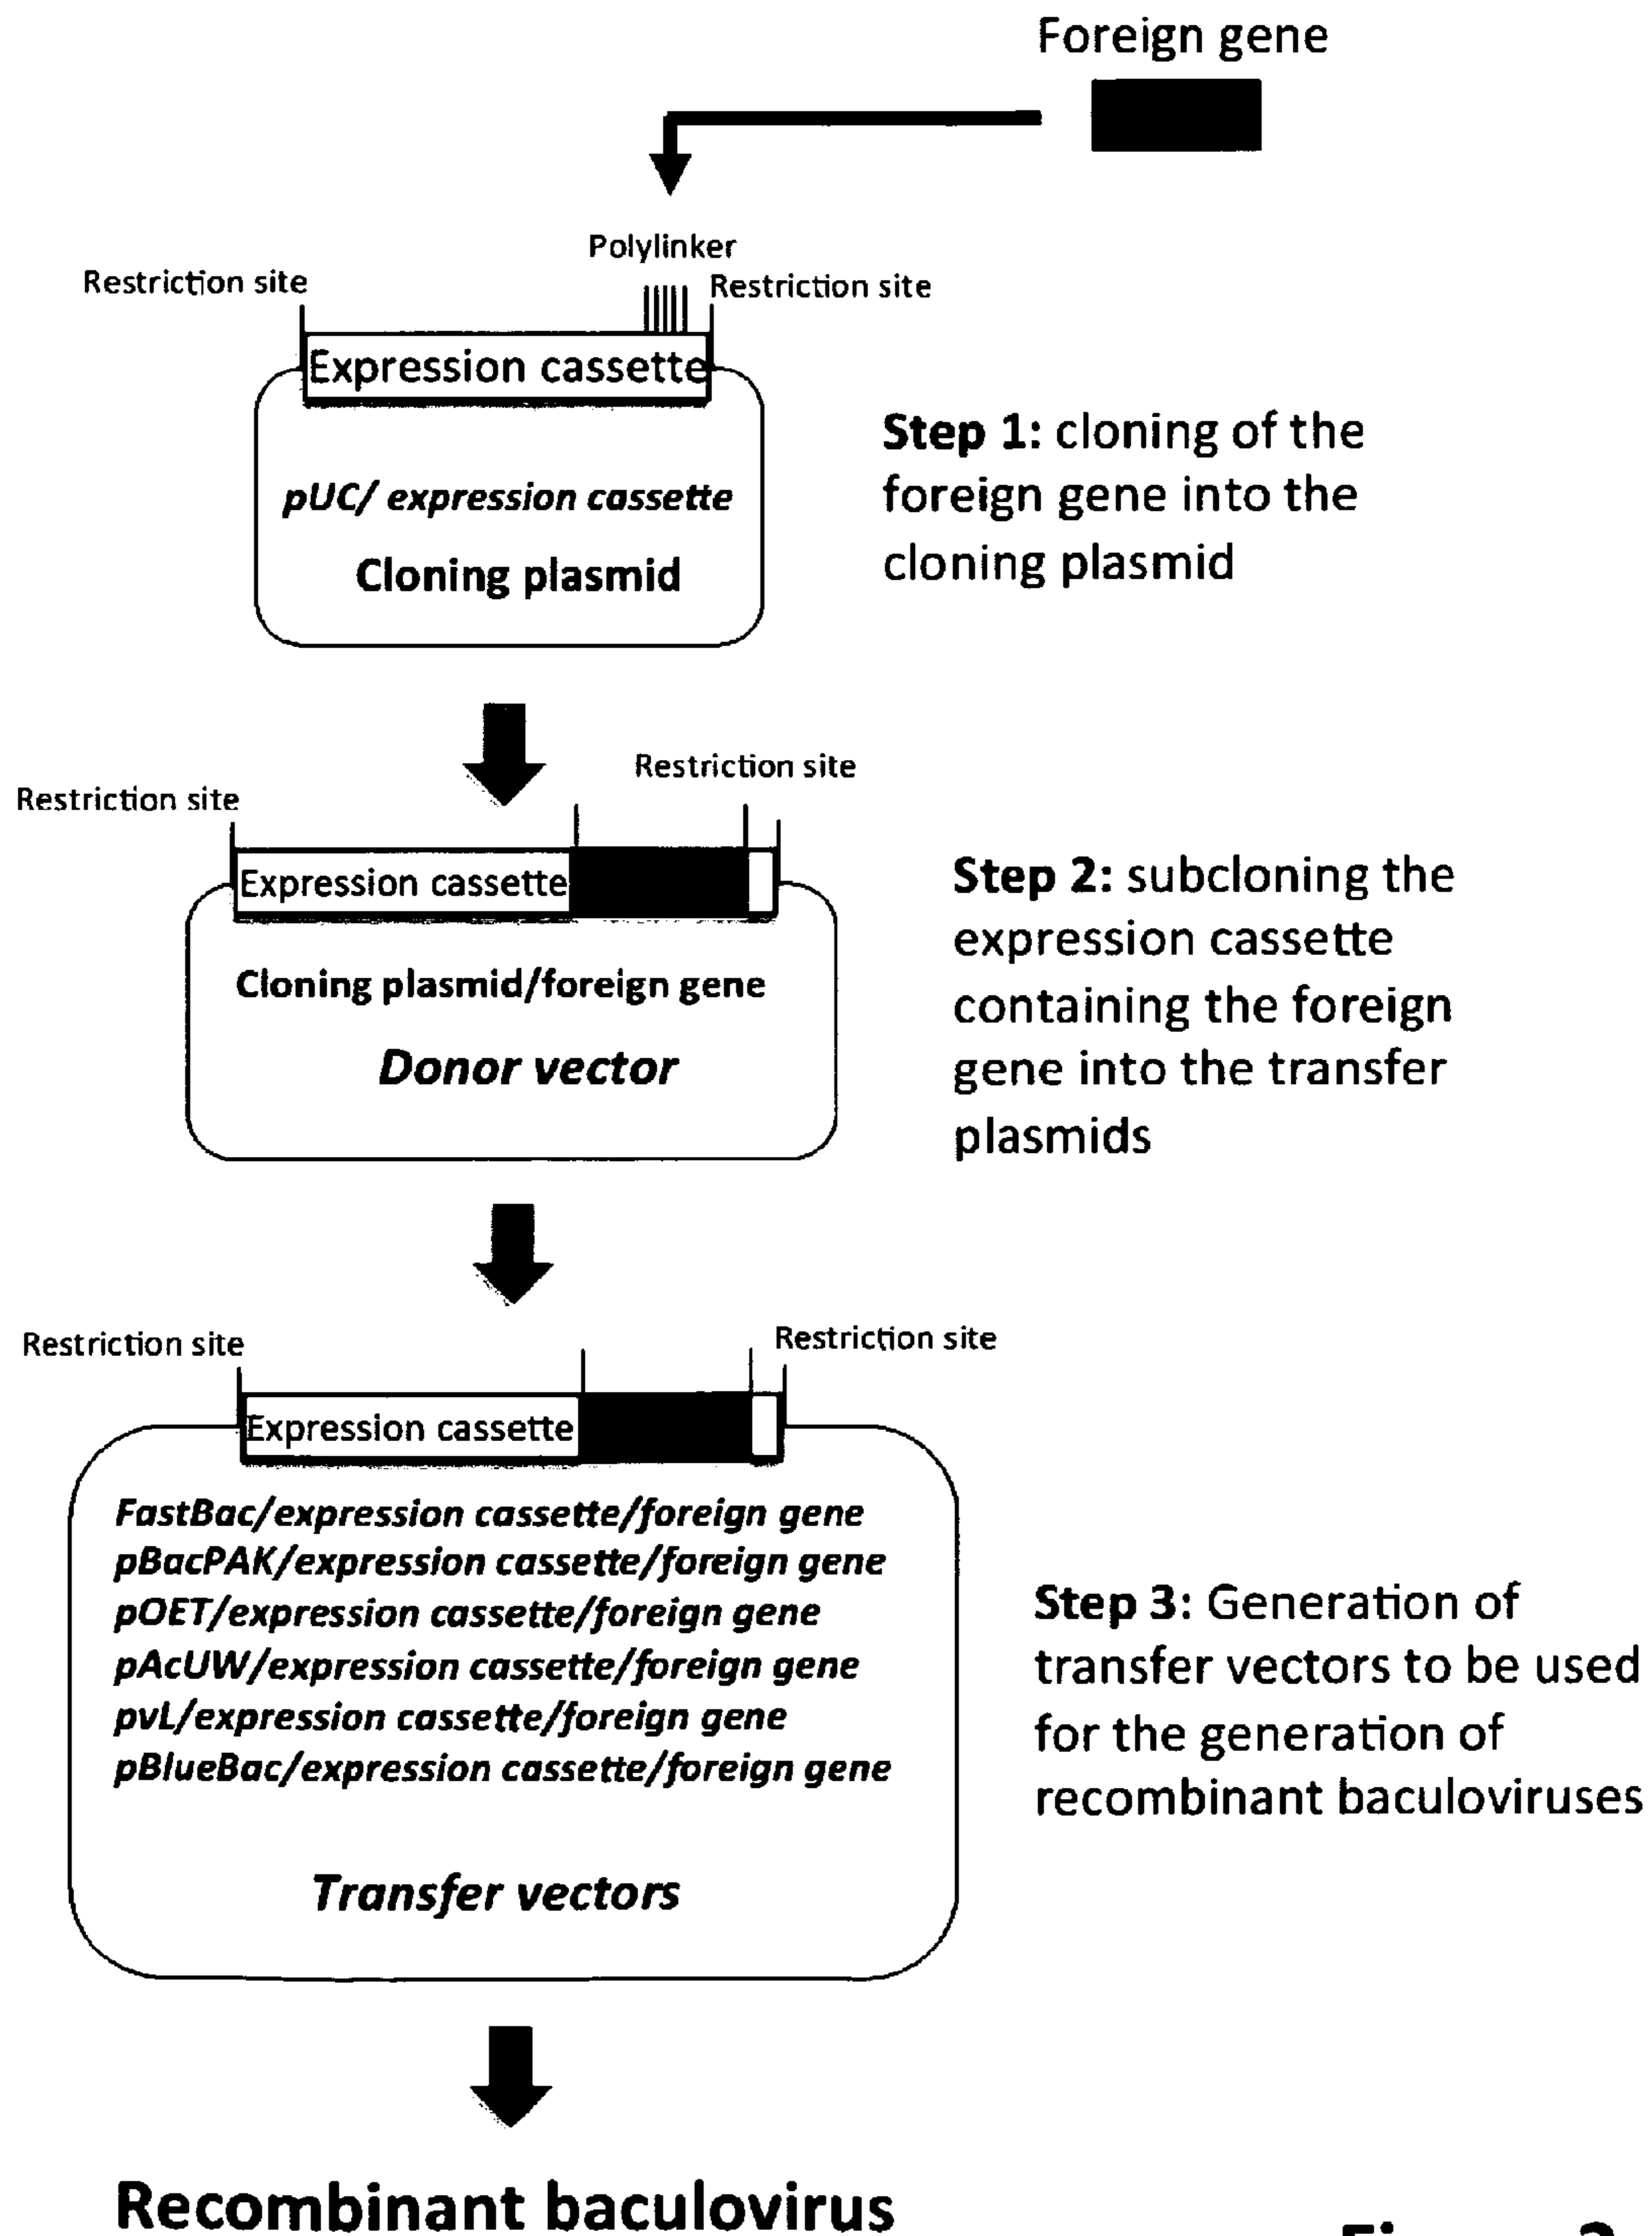 Foreign gene
Polylinker
Restriction site
Restriction site
Expression cassette
pUC/ expression cassette
Cloning plasmid
Step 1: cloning of the
foreign gene into the
cloning plasmid
Restriction site
Restriction site
Expression cassette
Cloning plasmid/foreign gene
Donor vector
Step 2: subcloning the
expression cassette
containing the foreign
gene into the transfer
plasmids
Restriction site
Restriction site
Expression cassette
FastBac/expression cassette/foreign gene
pBacPAK/expression cassette/foreign gene
pOET/expression cassette/foreign gene
pAcUW/expression cassette/foreign gene
pvL/expression cassette/foreign gene
pBlueBac/expression cassette/foreign gene
Transfer vectors
Step 3: Generation of
transfer vectors to be used
for the generation of
recombinant baculoviruses
Recombinant baculovirus